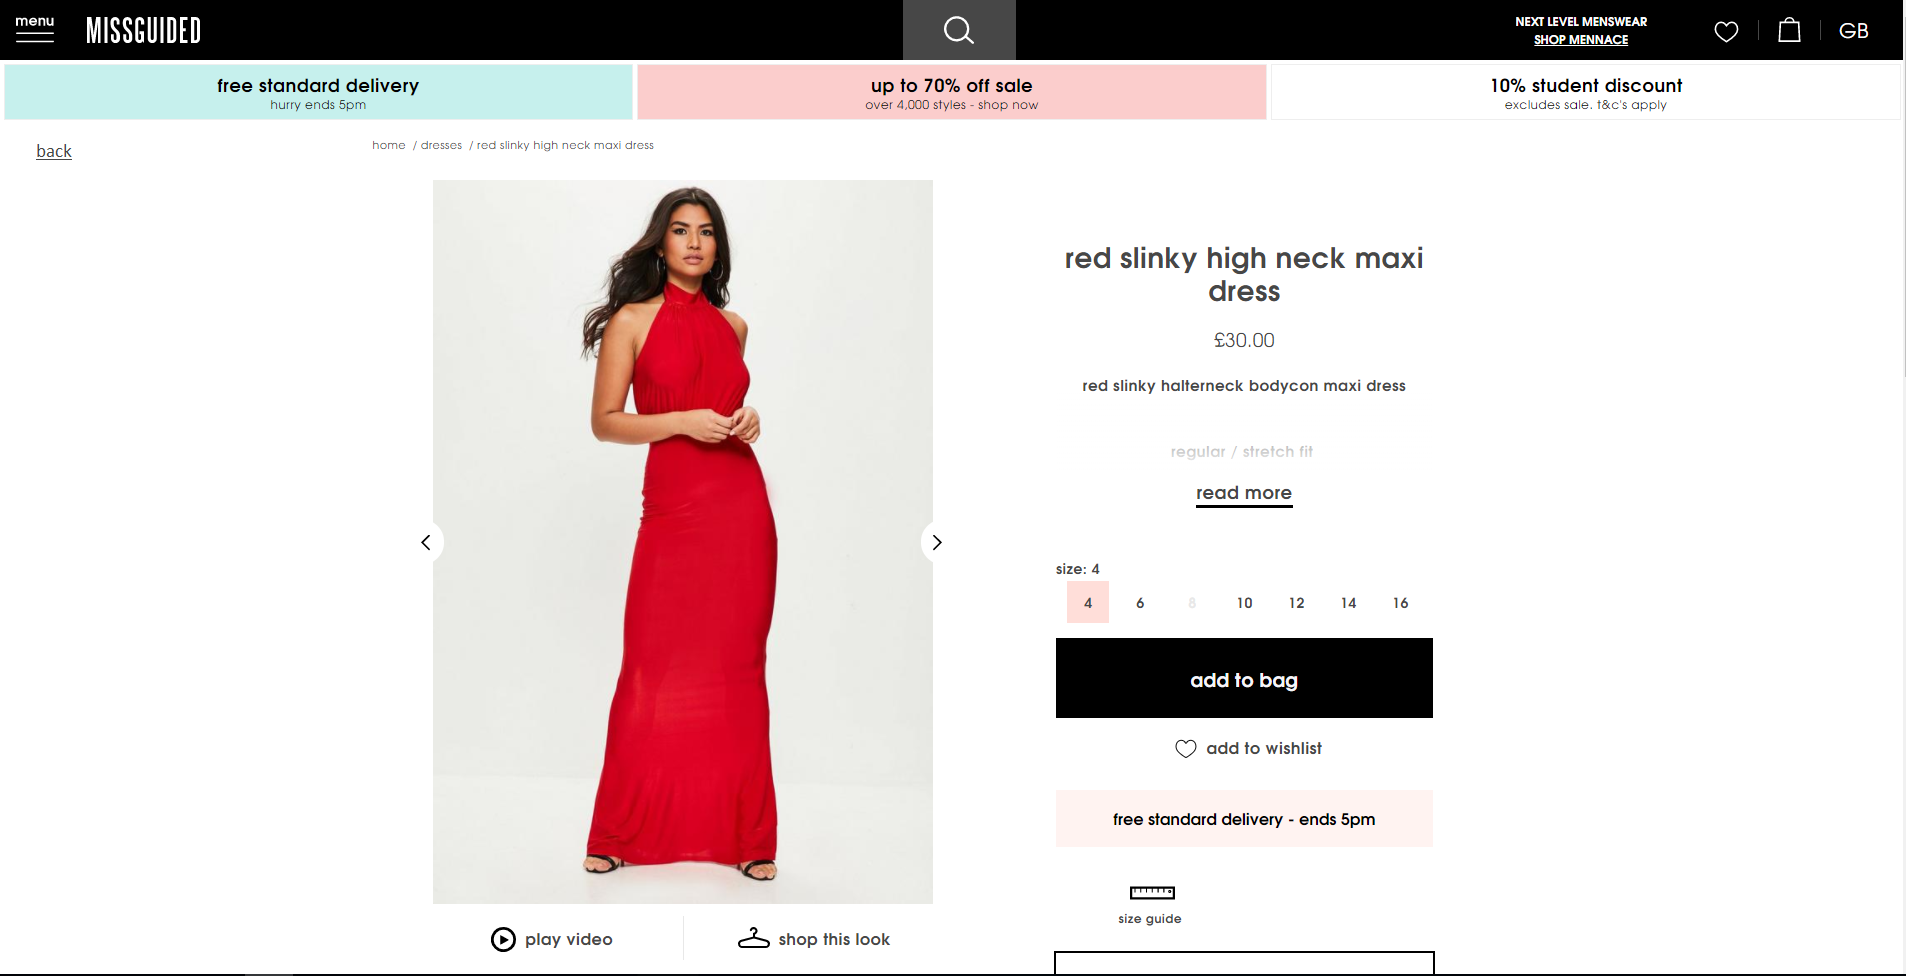 menu
MISSGUIDED
NEXT LEVEL MENSWEAR
SHOP MENNACE
GB
free standard delivery
hurry ends 5pm
up to 70% off sale
over 4,000 styles - shop now
10% student discount
excludes sale. t&c's apply
back
home / dresses / red slinky high neck maxi dress
red slinky high neck maxi
dress
£30.00
red slinky halterneck bodycon maxi dress
regular / stretch fit
read more
size: 4
4 6 8 10 12 14 16
add to bag
add to wishlist
free standard delivery - ends 5pm
size guide
play video
shop this look